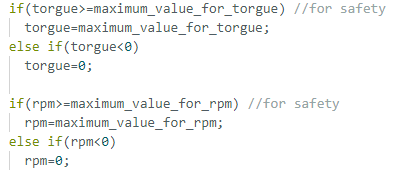 if(torgue>=maximum_value_for_torgue) //for safety
torgue=maximum_value_for_torgue;
else if(torgue<0)
torgue=0;
if(rpm>=maximum_value_for_rpm) //for safety
rpm=maximum_value_for_rpm;
else if(rpm<0)
rpm=0;